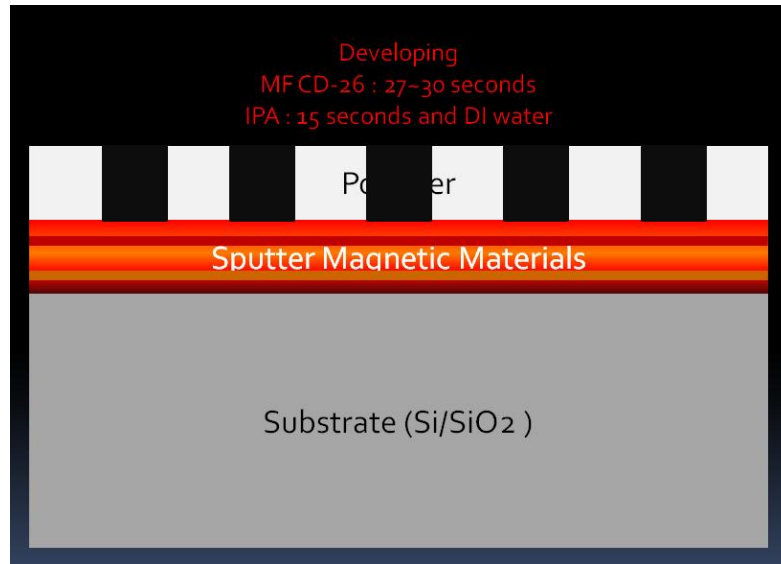 Developing
MF CD-26 : 27~30 seconds
IPA : 15 seconds and DI water
Sputter Magnetic Materials
Substrate (Si/SiO2 )